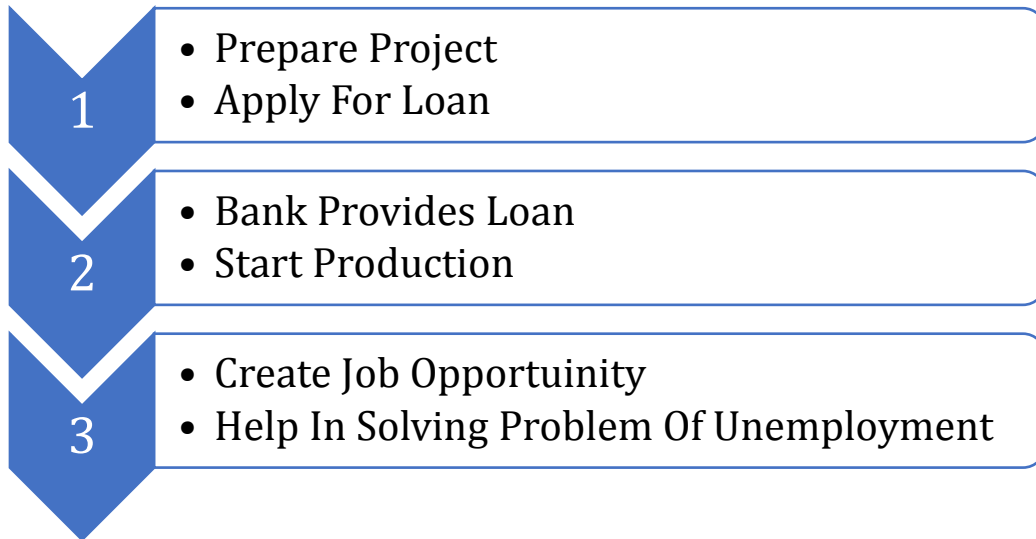 1
• Prepare Project
• Apply For Loan
2
• Bank Provides Loan
• Start Production
3
• Create Job Opportuinity
• Help In Solving Problem Of Unemployment